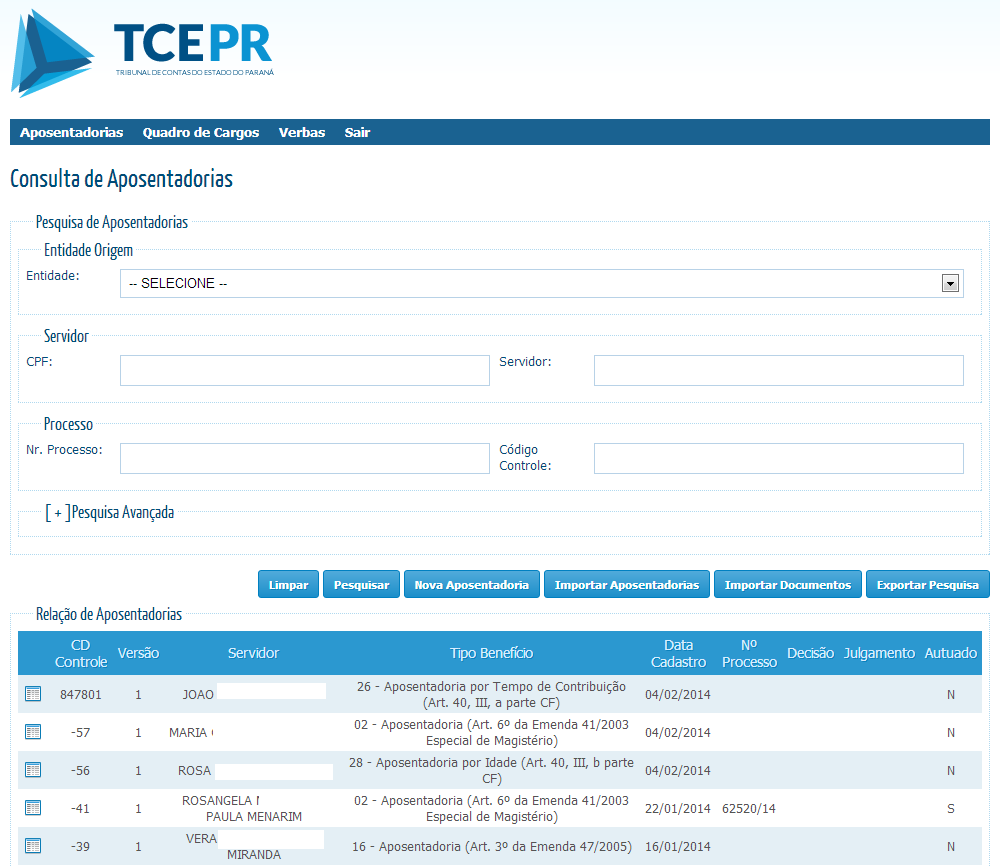 TCEPR
TRIBUNAL DE CONTAS DO ESTADO DO PARANÁ
Aposentadorias Quadro de Cargos Verbas Sair
Consulta de Aposentadorias
Pesquisa de Aposentadorias
Entidade Origem
Entidade: -- SELECIONE --
Servidor
CPF: Servidor:
Processo
Nr. Processo: Código
Controle:
[ + ]Pesquisa Avançada
Limpar Pesquisar Nova Aposentadoria Importar Aposentadorias Importar Documentos Exportar Pesquisa
Relação de Aposentadorias
CD Controle Versão Servidor Tipo Benefício Data Cadastro Nº Processo Decisão Julgamento Autuado
847801 1 JOAO 26 - Aposentadoria por Tempo de Contribuição 04/02/2014 N
(Art. 40, III, a parte CF)
-57 1 MARIA 02 - Aposentadoria (Art. 6º da Emenda 41/2003 04/02/2014 N
Especial de Magistério)
-56 1 ROSA 28 - Aposentadoria por Idade (Art. 40, III, b parte 04/02/2014 N
CF)
-41 1 ROSANGELA 02 - Aposentadoria (Art. 6º da Emenda 41/2003 22/01/2014 62520/14 S
PAULA MENARIM Especial de Magistério)
-39 1 VERA 16 - Aposentadoria (Art. 3º da Emenda 47/2005) 16/01/2014 N
MIRANDA